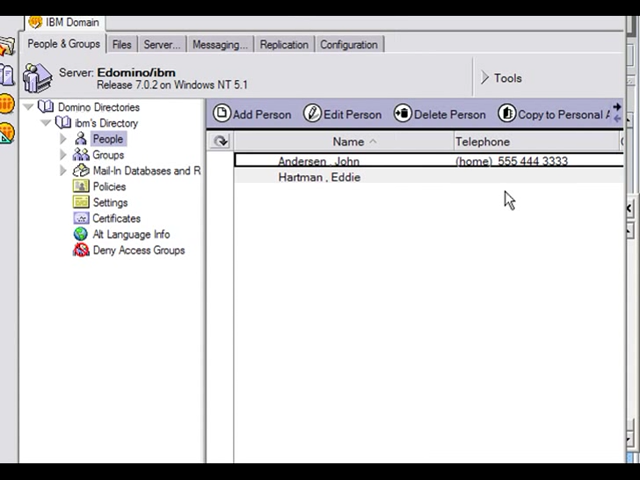 IBM Domain
People & Groups Files Server... Messaging... Replication Configuration
Server: Edomino/ibm
Release 7.0.2 on Windows NT 5.1
Tools
Domino Directories
ibm's Directory
People
Groups
Mail-In Databases and R
Policies
Settings
Certificates
Alt Language Info
Deny Access Groups
Add Person Edit Person Delete Person Copy to Personal A
Name Telephone
Andersen , John (home) 555 444 3333
Hartman , Eddie